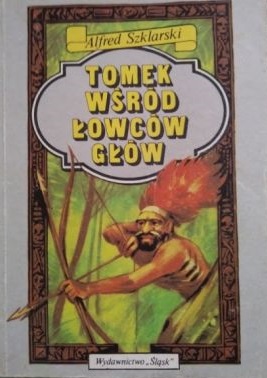 Alfred Szklarski
TOMEK
WŚRÓD
ŁOWCÓW
GŁÓW
Wydawnictwo „Śląsk"